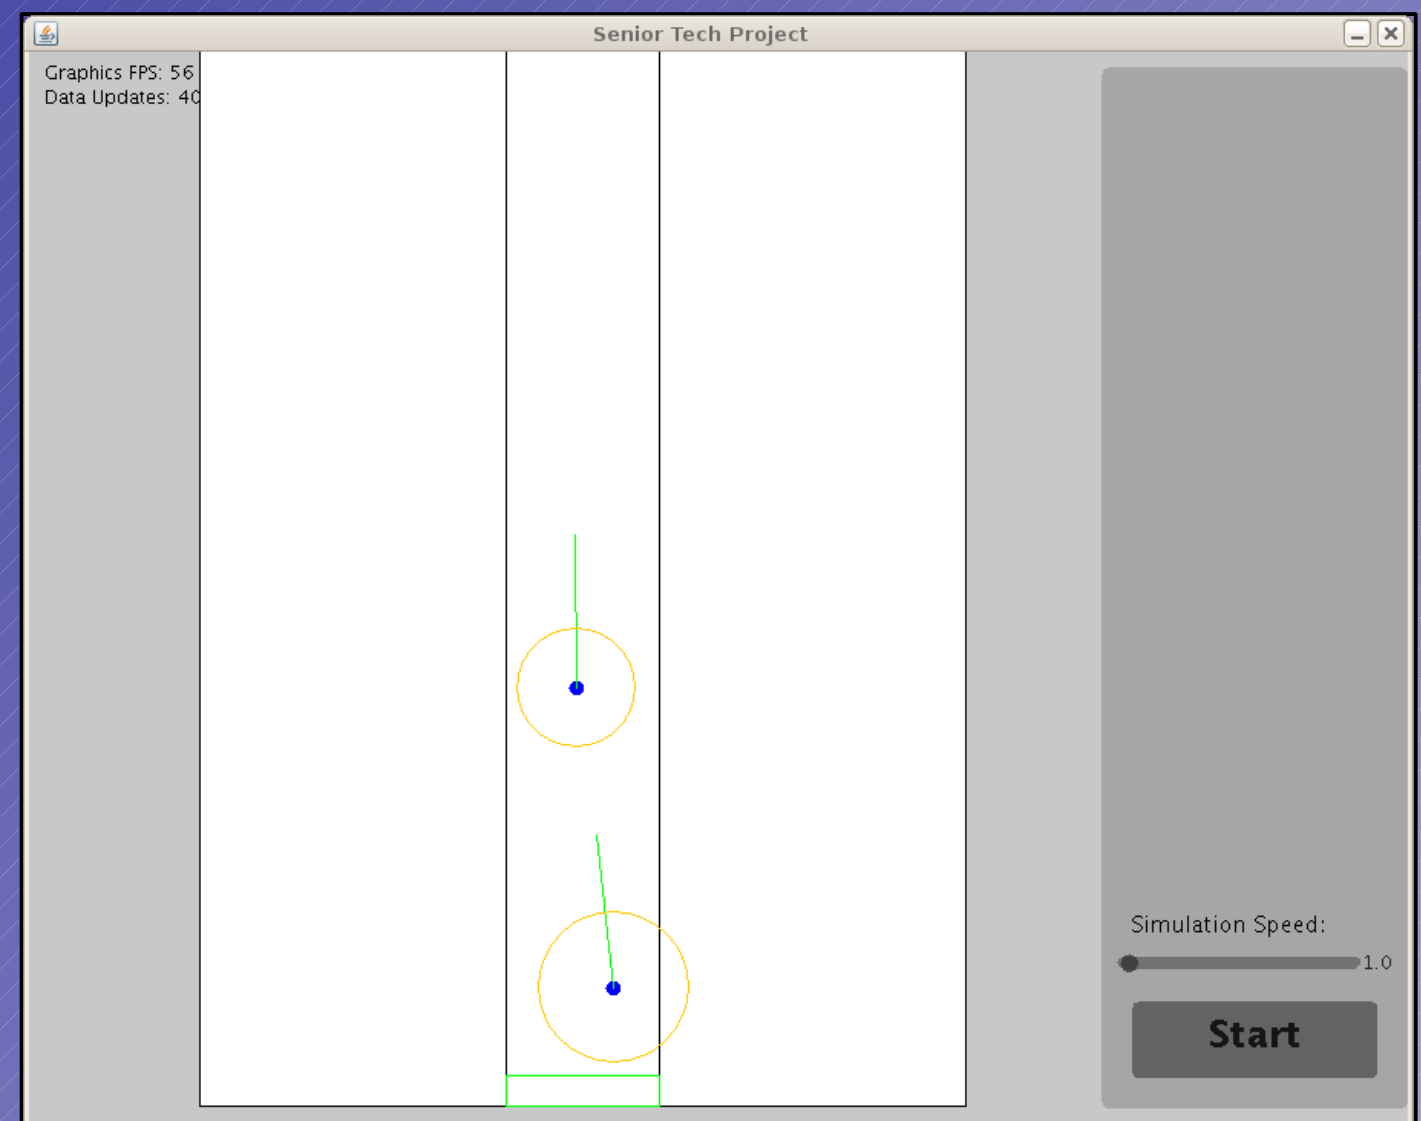 Senior Tech Project
Graphics FPS: 56
Data Updates: 40
Simulation Speed:
1.0
Start